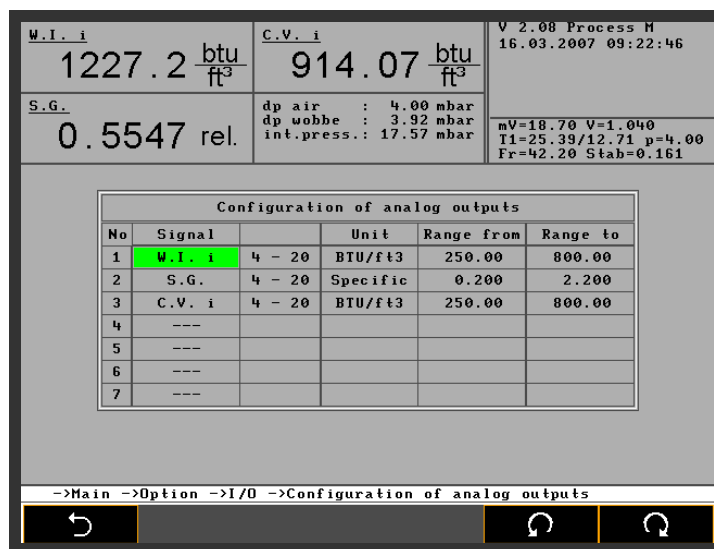 W.I. i
1227.2 btu/ft³
C.V. i
914.07 btu/ft³
V 2.08 Process M
16.03.2007 09:22:46
S.G.
0.5547 rel.
dp air : 4.00 mbar
dp wobbe : 3.92 mbar
int.press.: 17.57 mbar
mV=18.70 V=1.040
T1=25.39/12.71 p=4.00
Fr=42.20 Stab=0.161
Configuration of analog outputs
No Signal Unit Range from Range to
1 W.I. i 4 - 20 BTU/ft3 250.00 800.00
2 S.G. 4 - 20 Specific 0.200 2.200
3 C.V. i 4 - 20 BTU/ft3 250.00 800.00
4 ---
5 ---
6 ---
7 ---
->Main ->Option ->I/O ->Configuration of analog outputs